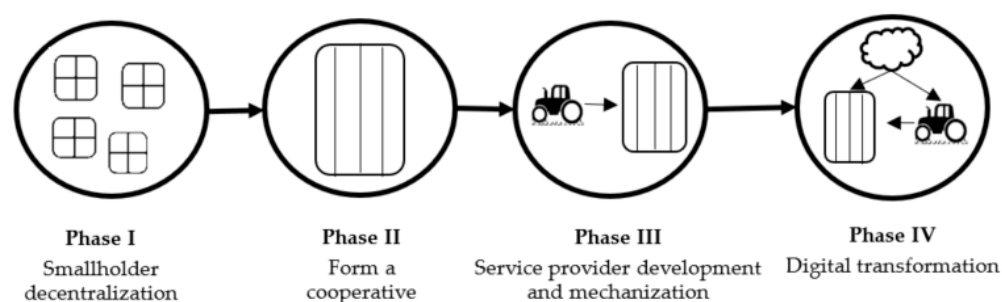 Phase I
Smallholder
decentralization
Phase II
Form a
cooperative
Phase III
Service provider development
and mechanization
Phase IV
Digital transformation